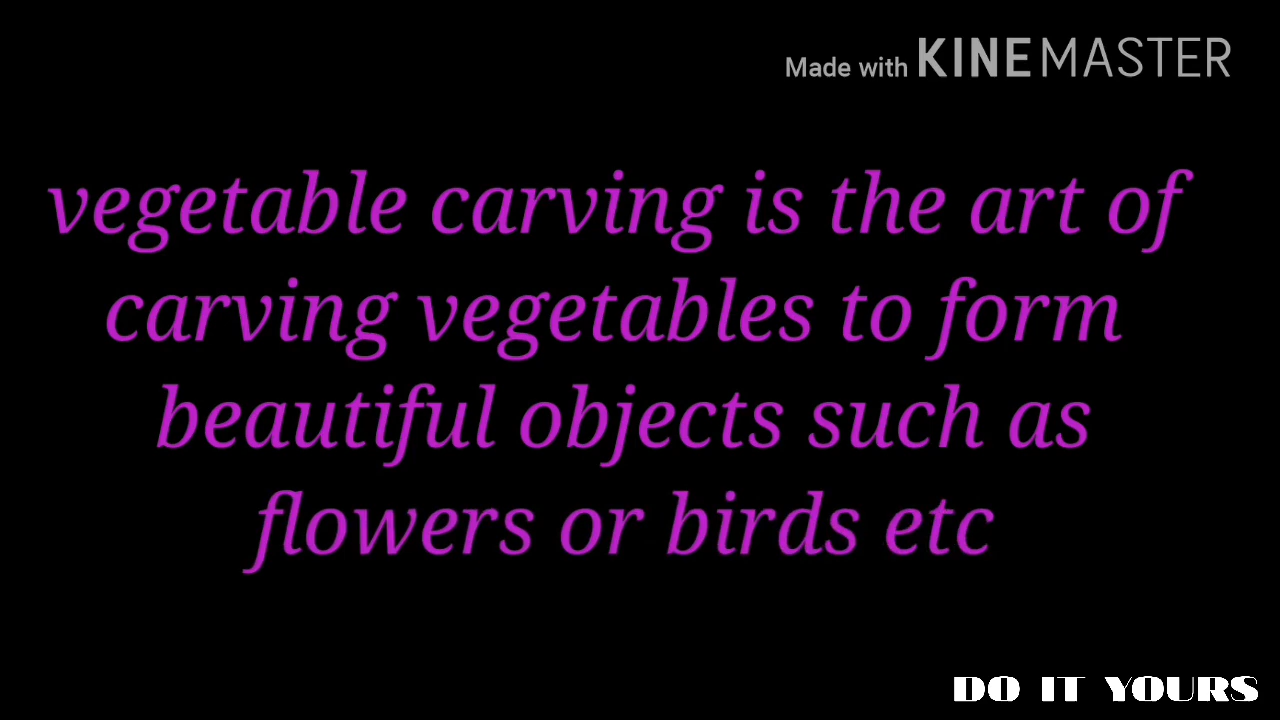 Made with KINEMASTER
vegetable carving is the art of
carving vegetables to form
beautiful objects such as
flowers or birds etc
DO IT YOURS